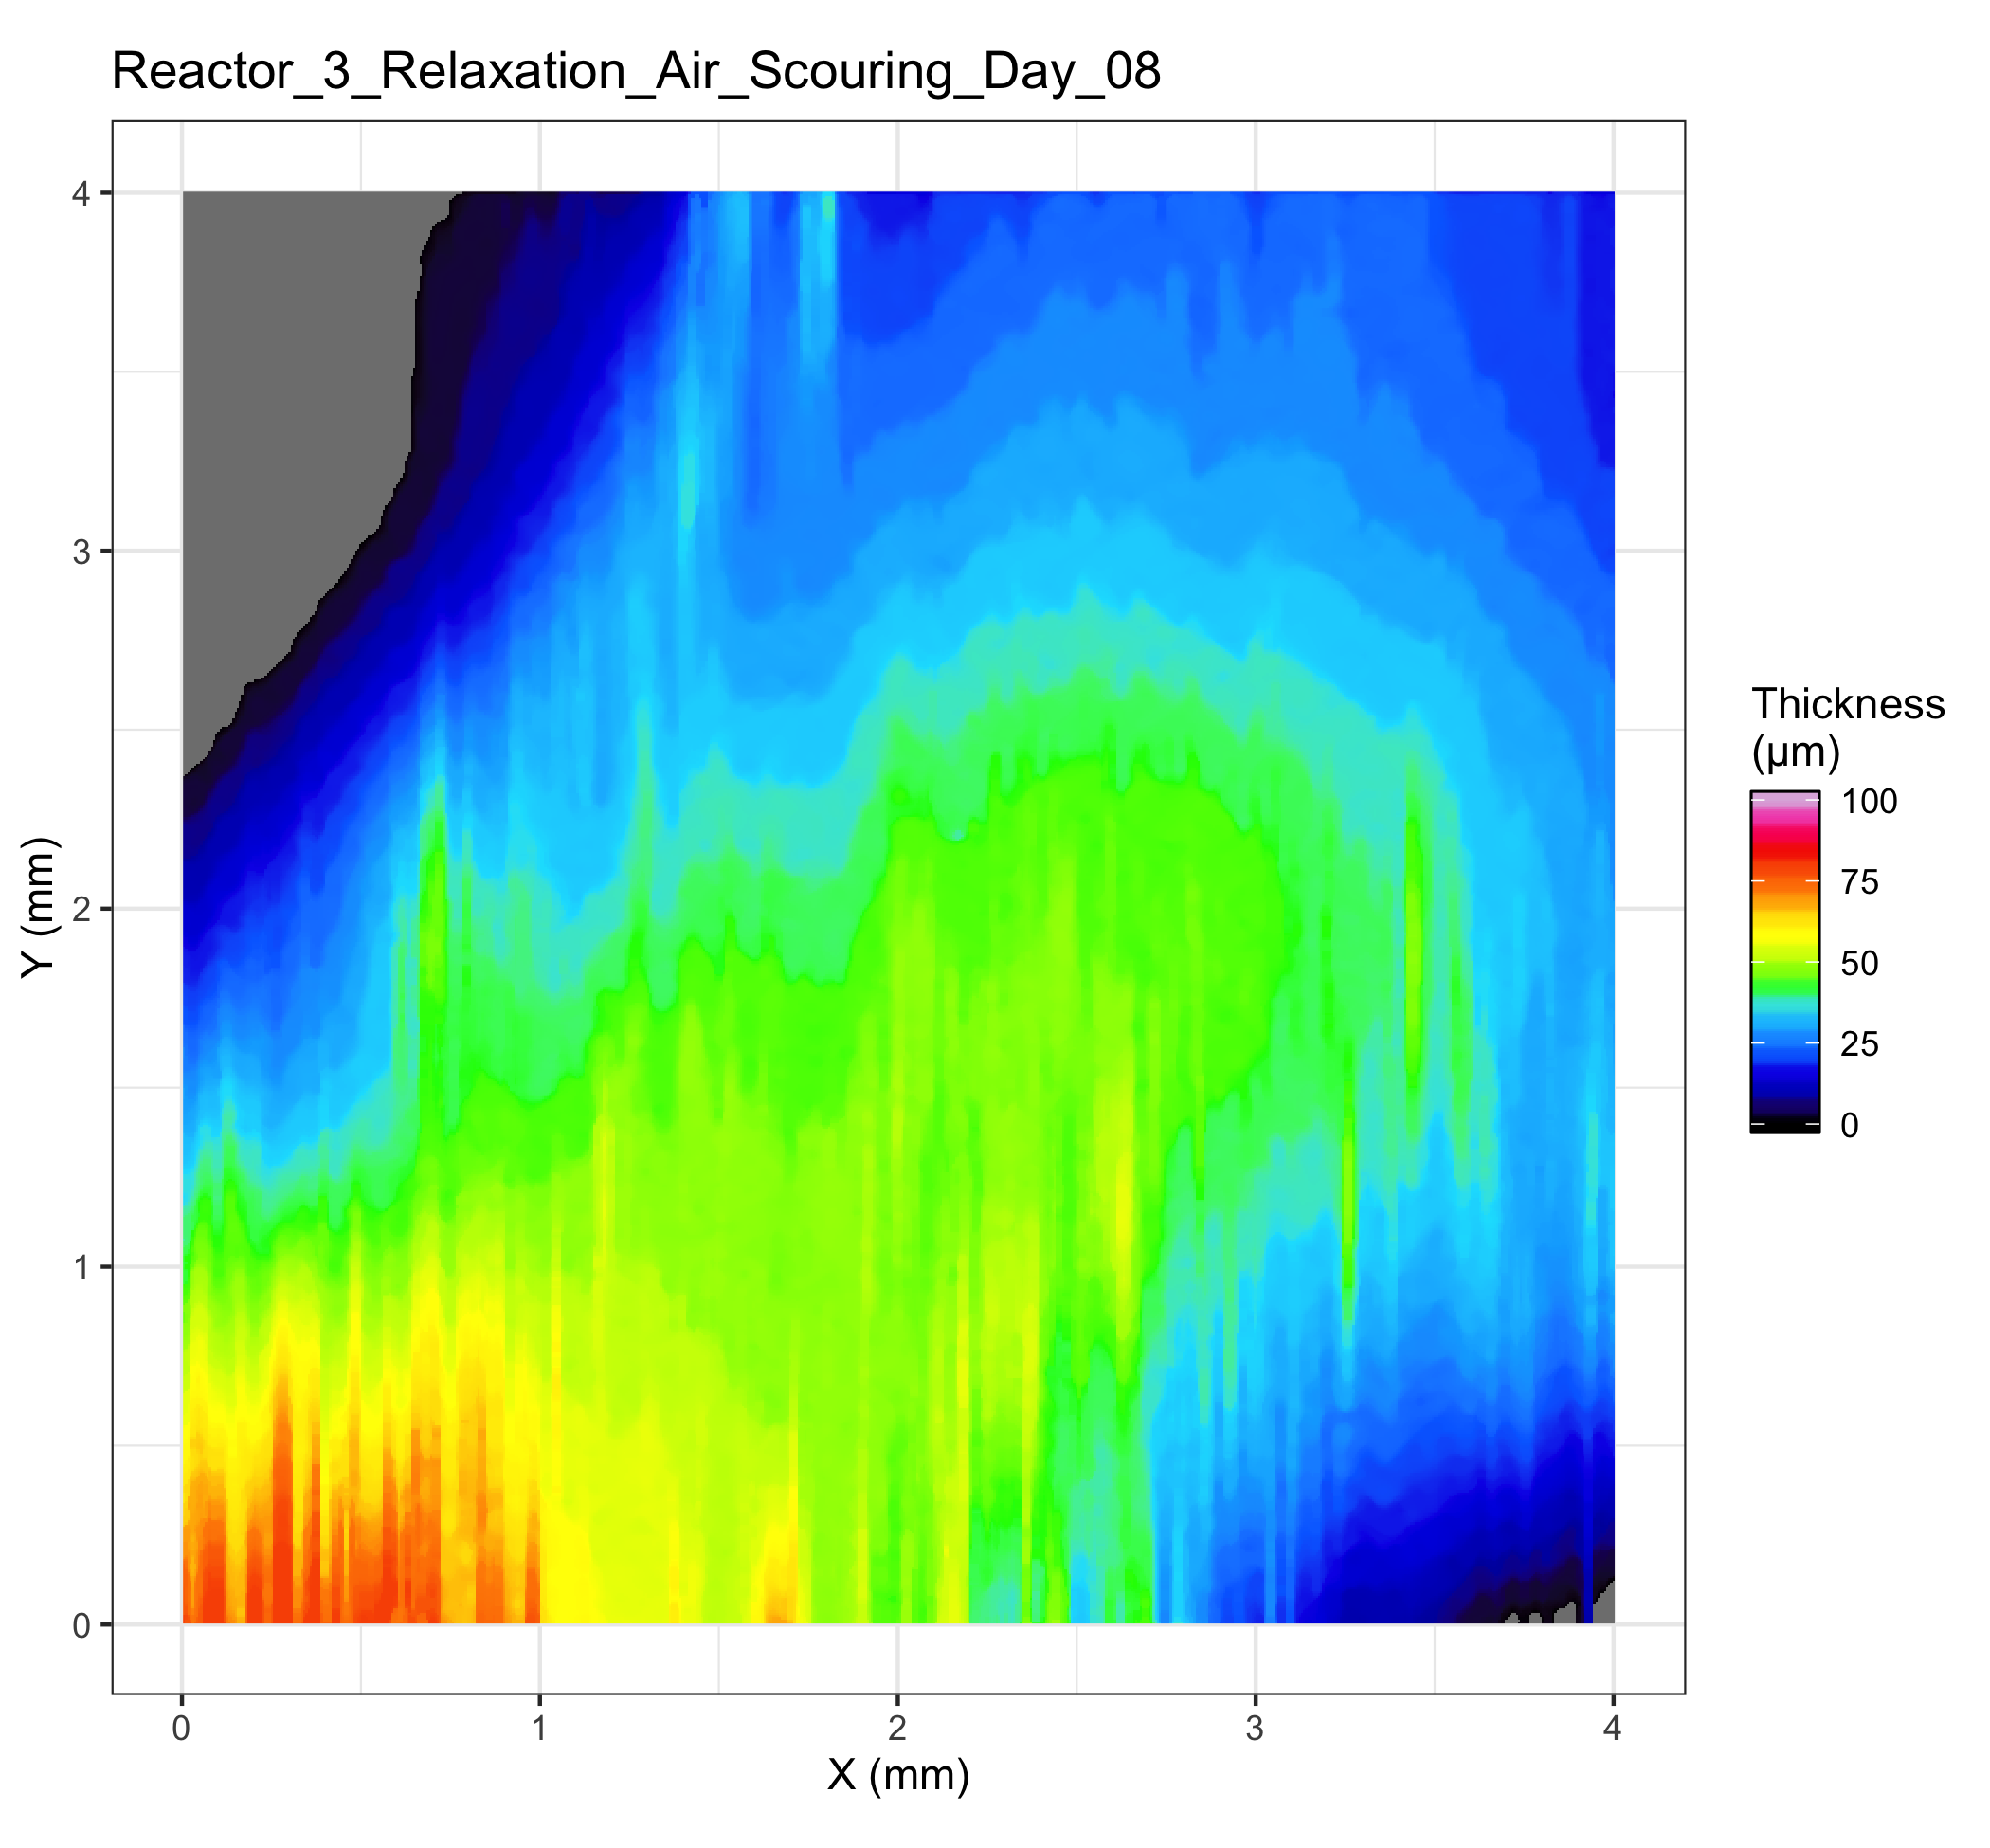 Reactor_3_Relaxation_Air_Scouring_Day_08
4
3
2
1
0
Y (mm)
0 1 2 3 4
X (mm)
Thickness
(μm)
100
75
50
25
0